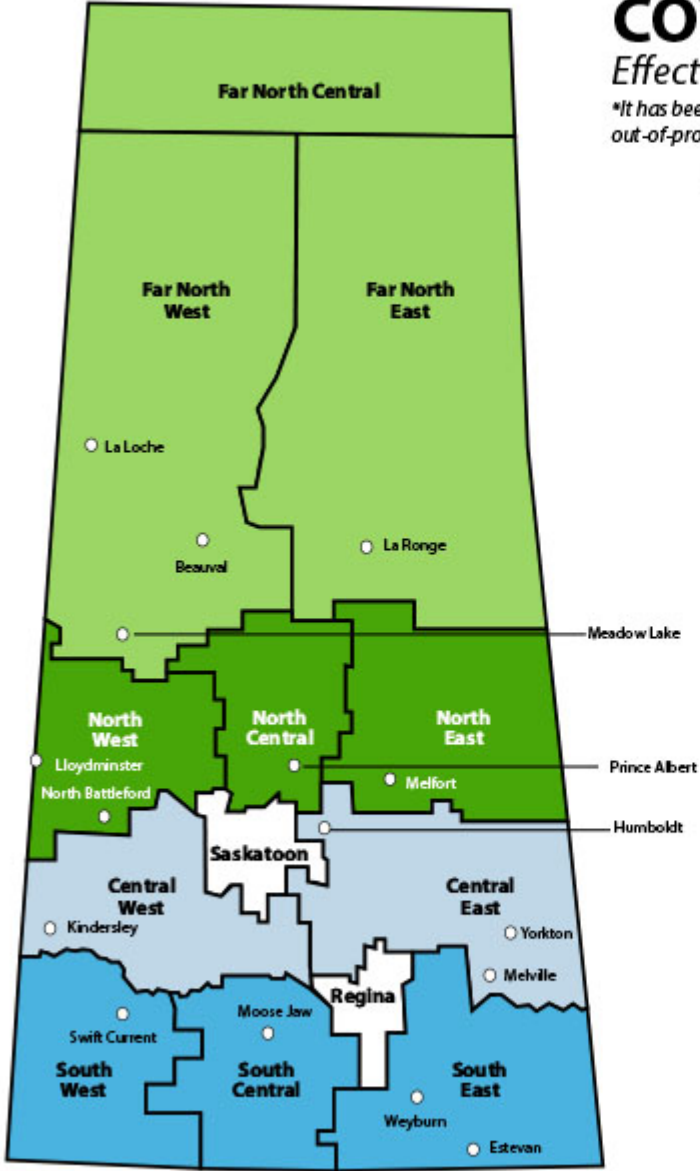 CO
Effect
*It has bee
out-of-pro
Far North Central
Far North
West
Far North
East
La Loche
Beauval
La Ronge
Meadow Lake
North
West
North
Central
North
East
Lloydminster
Prince Albert
Melfort
North Battleford
Humboldt
Saskatoon
Central
West
Central
East
Kindersley
Yorkton
Melville
Regina
Moose Jaw
Swift Current
South
West
South
Central
South
East
Weyburn
Estevan